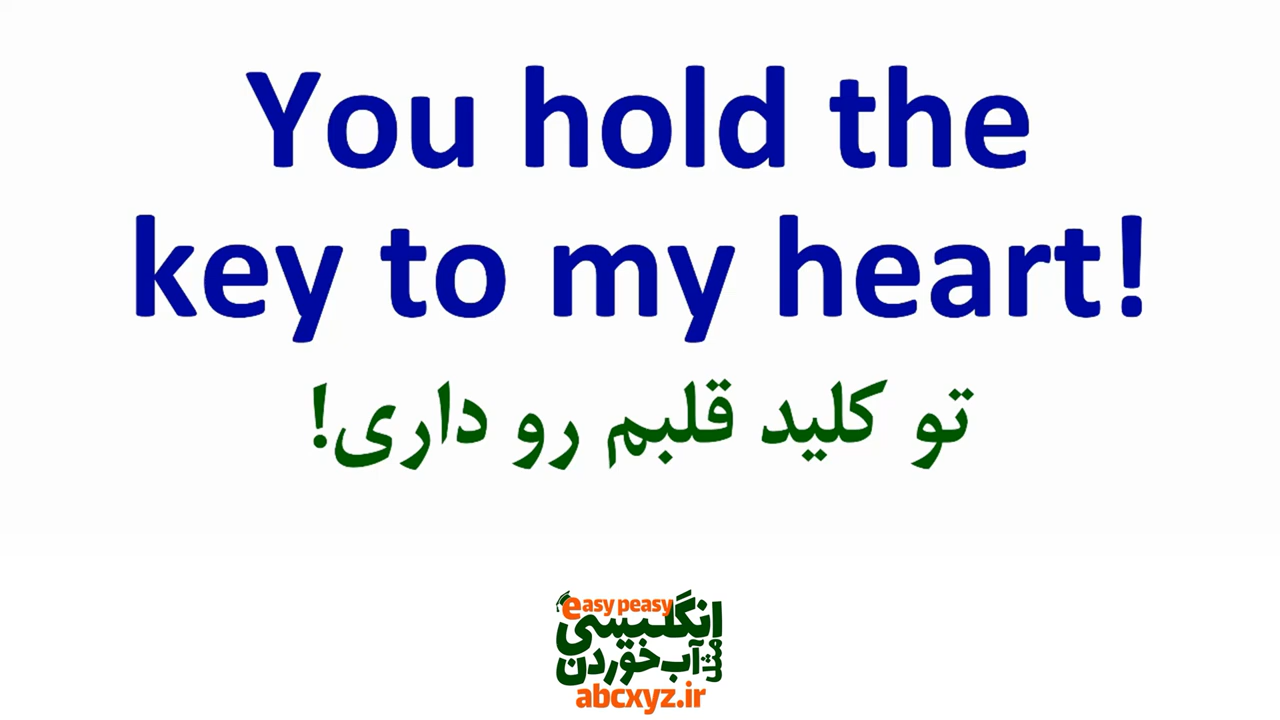 You hold the
key to my heart!
تو کلید قلبم رو داری!
easy peasy
انگلیسی
مثل
آب خوردن
abcxyz.ir